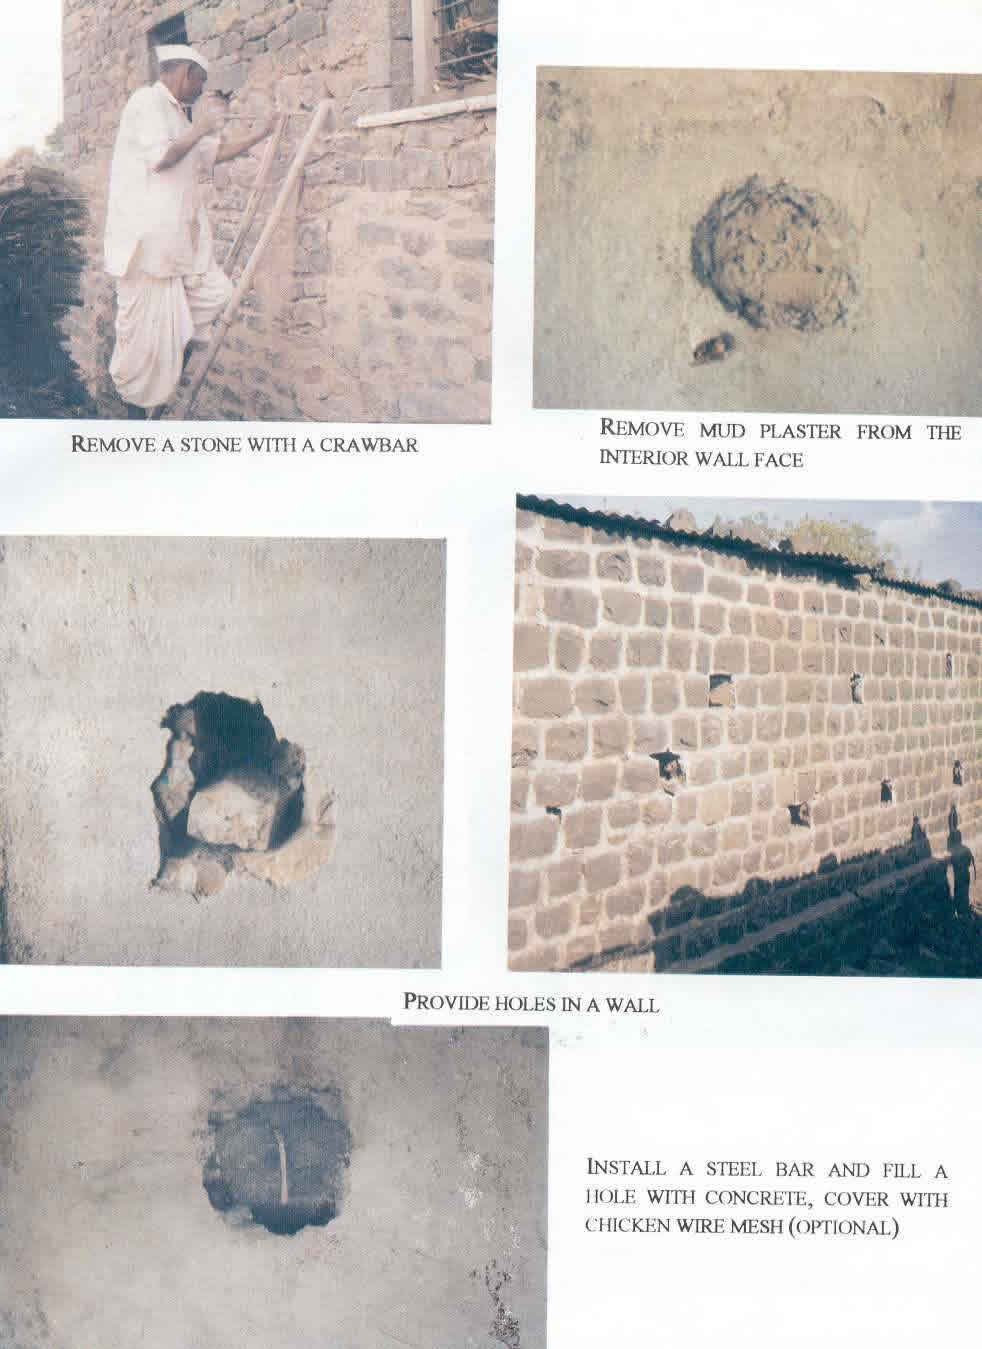 REMOVE A STONE WITH A CRAWBAR
REMOVE MUD PLASTER FROM THE
INTERIOR WALL FACE
PROVIDE HOLES IN A WALL
INSTALL A STEEL BAR AND FILL A
HOLE WITH CONCRETE, COVER WITH
CHICKEN WIRE MESH (OPTIONAL)